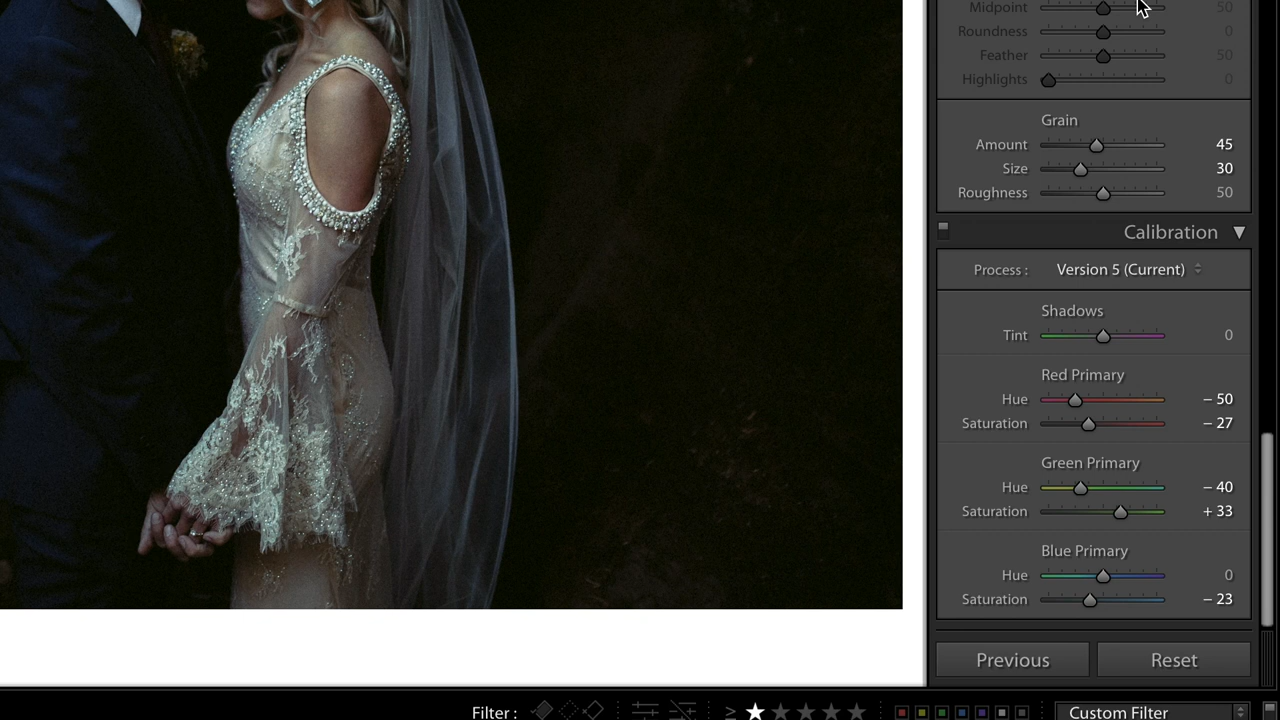 Midpoint 50
Roundness 0
Feather 50
Highlights 0
Grain
Amount 45
Size 30
Roughness 50
Calibration
Process : Version 5 (Current)
Shadows
Tint 0
Red Primary
Hue – 50
Saturation – 27
Green Primary
Hue – 40
Saturation + 33
Blue Primary
Hue 0
Saturation – 23
Previous Reset
Filter : ≥ Custom Filter